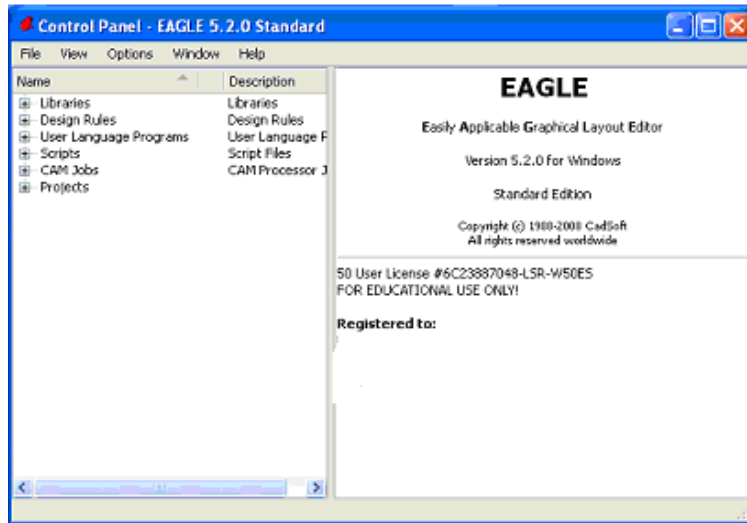 Control Panel - EAGLE 5.2.0 Standard
File View Options Window Help
Name Description
Libraries Libraries
Design Rules Design Rules
User Language Programs User Language P
Scripts Script Files
CAM Jobs CAM Processor J
Projects
EAGLE
Easily Applicable Graphical Layout Editor
Version 5.2.0 for Windows
Standard Edition
Copyright (c) 1988-2008 CadSoft
All rights reserved worldwide
50 User License #6C23887048-LSR-W50ES
FOR EDUCATIONAL USE ONLY!
Registered to: